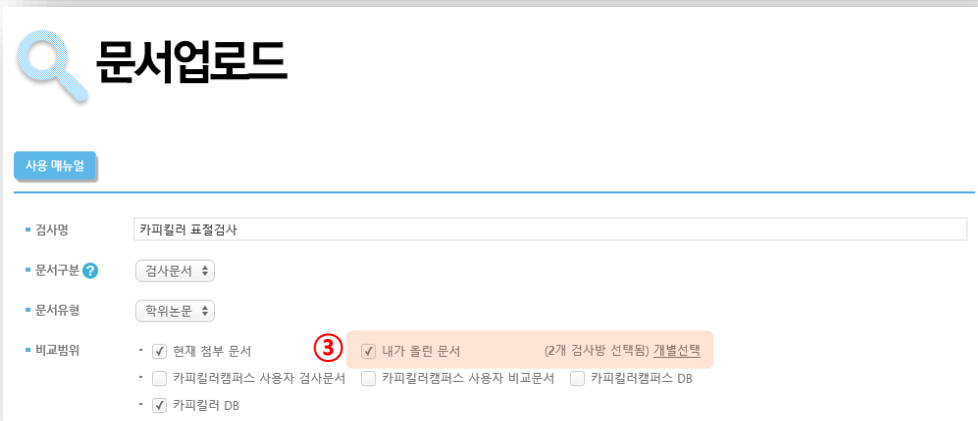 문서업로드
사용 매뉴얼
검사명 카피킬러 표절검사
문서구분 ? 검사문서
문서유형 학위논문
비교범위 - 현재 첨부 문서 ③ 내가 올린 문서 (2개 검사방 선택됨) 개별선택
- 카피킬러캠퍼스 사용자 검사문서 카피킬러캠퍼스 사용자 비교문서 카피킬러캠퍼스 DB
- 카피킬러 DB